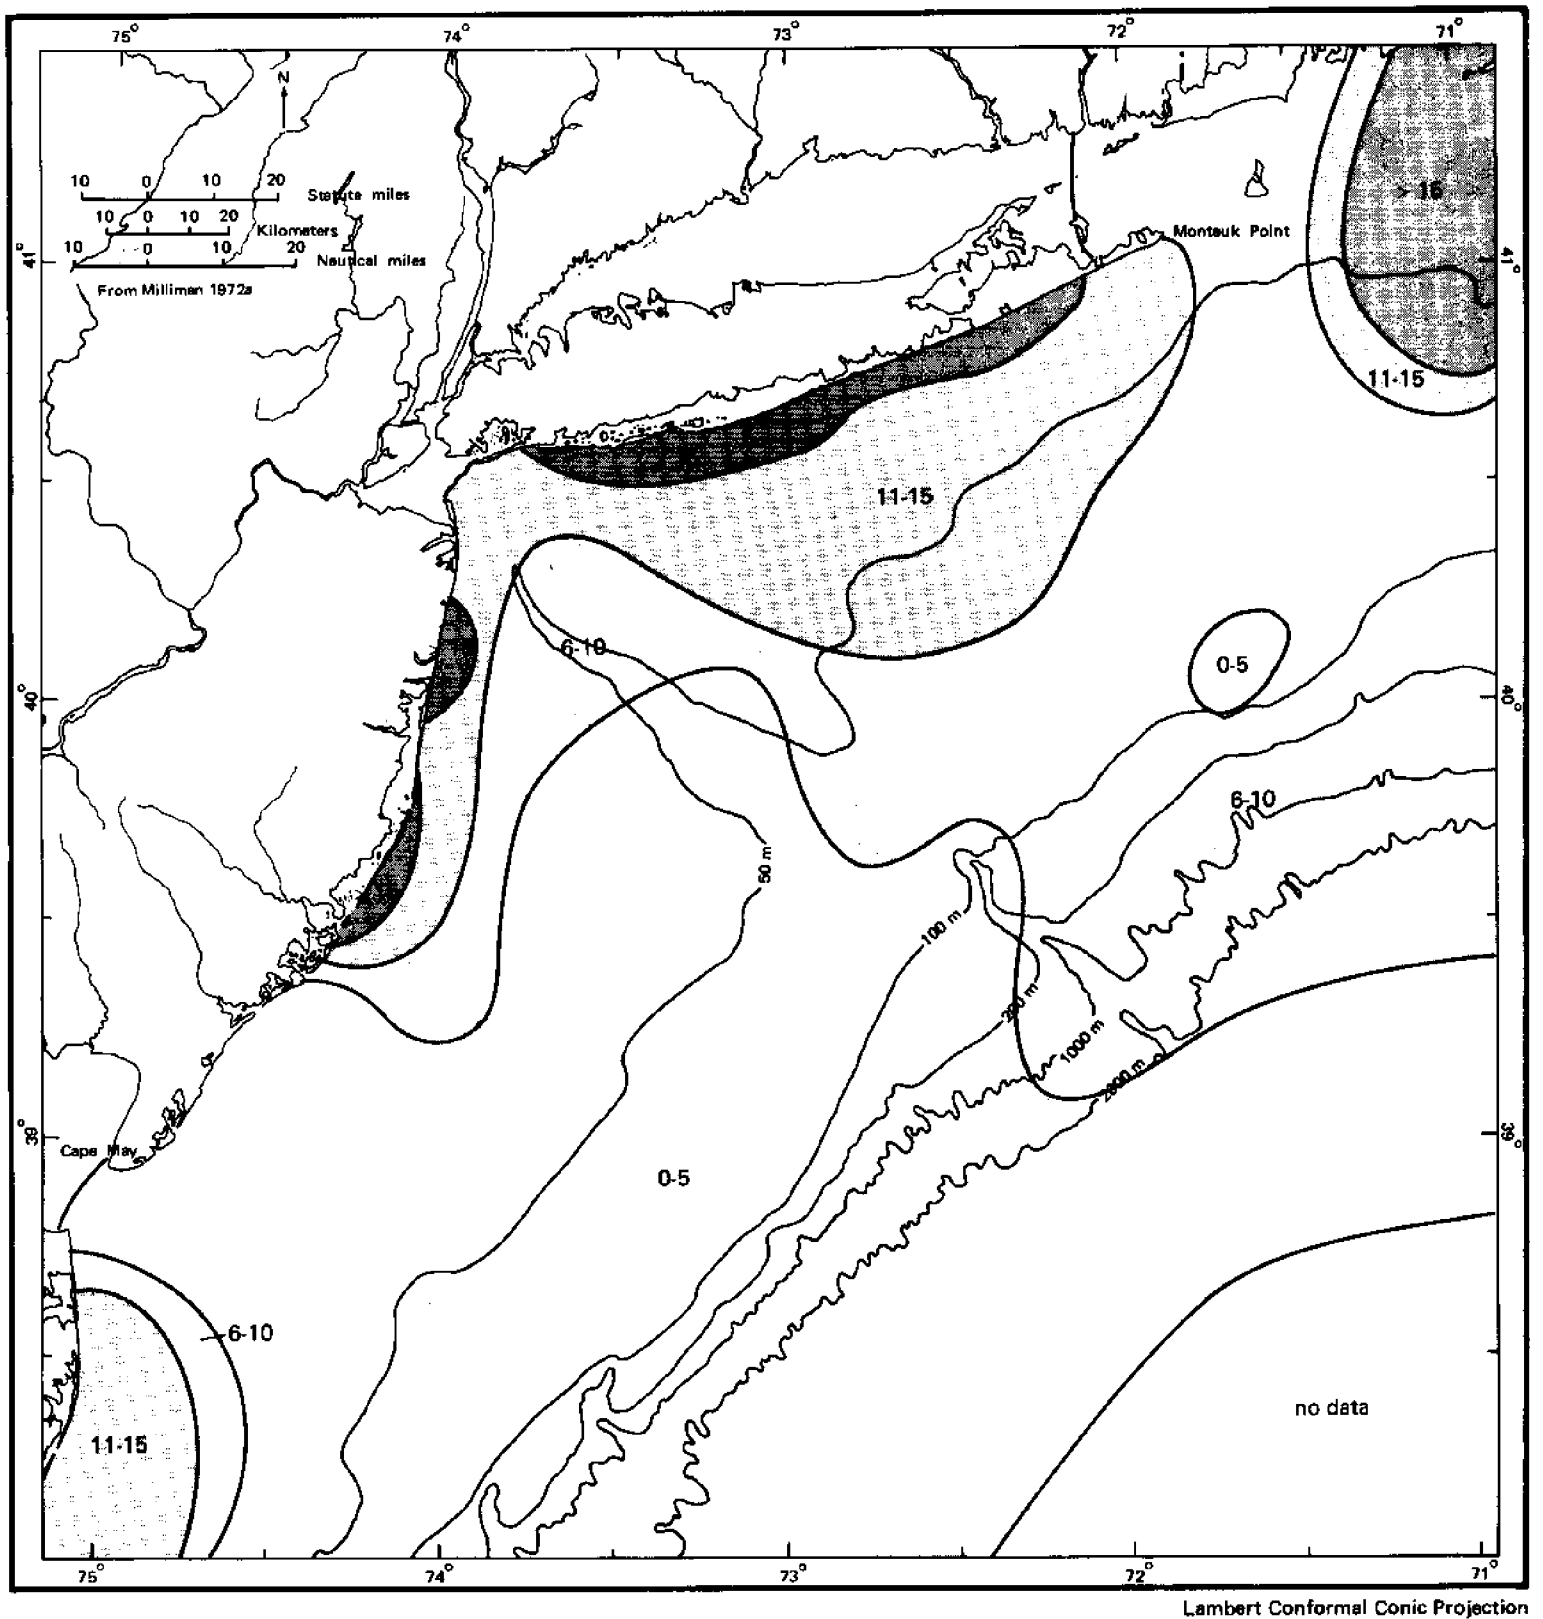 75° 74° 73° 72° 71°
N
10 0 10 20
Statute miles
10 0 10 20
Kilometers
10 0 10 20
Nautical miles
From Milliman 1972a
41° 41°
Montauk Point
> 16
11-15
11-15
6-10
0-5
40° 40°
6-10
50 m
100 m
200 m
1000 m
2000 m
39° 39°
Cape May
0-5
6-10
11-15
no data
75° 74° 73° 72° 71°
Lambert Conformal Conic Projection